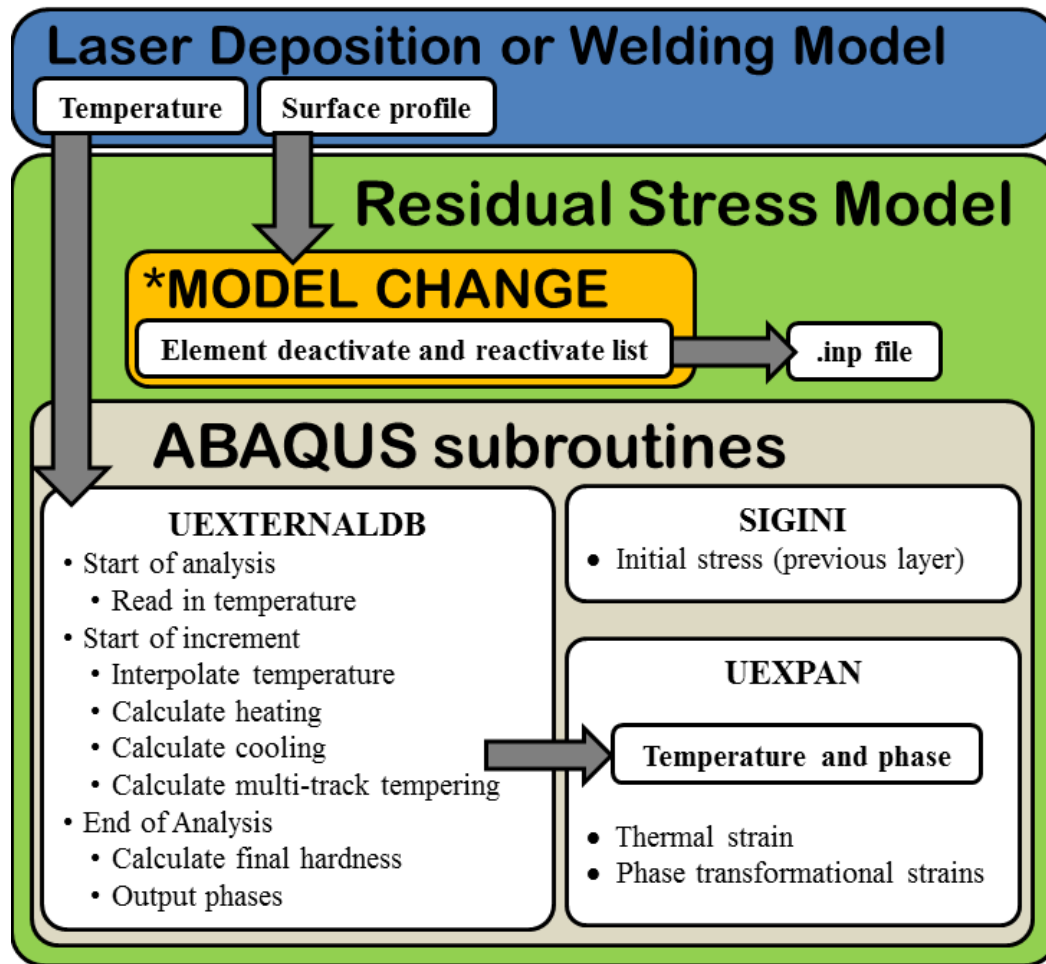 Laser Deposition or Welding Model
Temperature
Surface profile
Residual Stress Model
*MODEL CHANGE
Element deactivate and reactivate list
.inp file
ABAQUS subroutines
UEXTERNALDB
• Start of analysis
• Read in temperature
• Start of increment
• Interpolate temperature
• Calculate heating
• Calculate cooling
• Calculate multi-track tempering
• End of Analysis
• Calculate final hardness
• Output phases
SIGINI
• Initial stress (previous layer)
UEXPAN
Temperature and phase
• Thermal strain
• Phase transformational strains